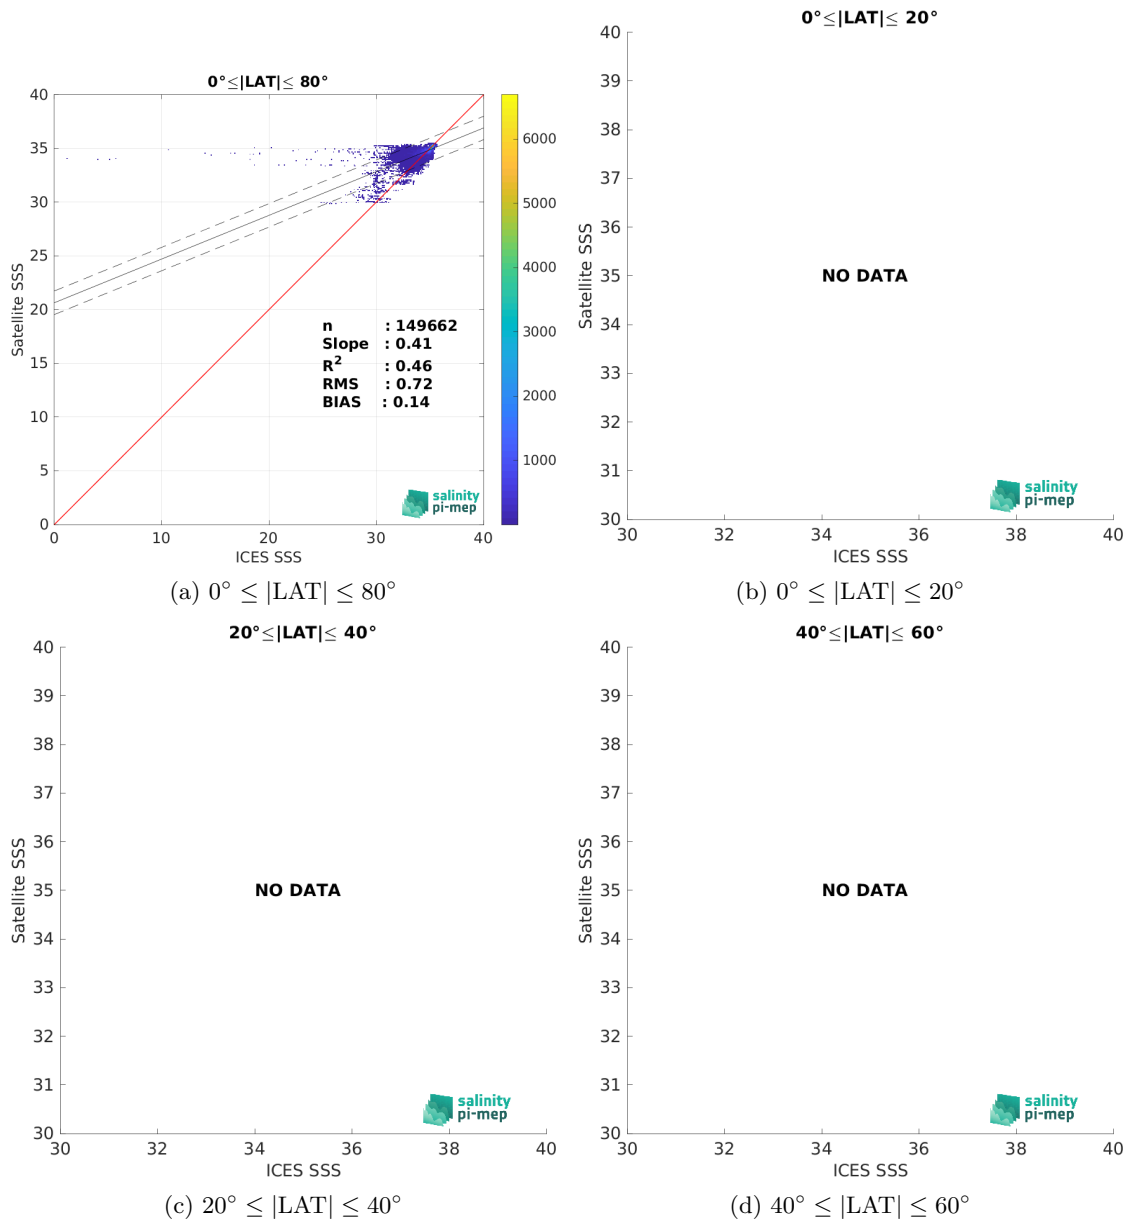 0°≤|LAT|≤ 80°
40
35
30
25
20
15
10
5
0
Satellite SSS
0
10
20
30
40
ICES SSS
n : 149662
Slope : 0.41
R² : 0.46
RMS : 0.72
BIAS : 0.14
salinity
pi-mep
6000
5000
4000
3000
2000
1000
(a) 0° ≤ |LAT| ≤ 80°
0°≤|LAT|≤ 20°
40
39
38
37
36
35
34
33
32
31
30
Satellite SSS
NO DATA
salinity
pi-mep
30
32
34
36
38
40
ICES SSS
(b) 0° ≤ |LAT| ≤ 20°
20°≤|LAT|≤ 40°
40
39
38
37
36
35
34
33
32
31
30
Satellite SSS
NO DATA
salinity
pi-mep
30
32
34
36
38
40
ICES SSS
(c) 20° ≤ |LAT| ≤ 40°
40°≤|LAT|≤ 60°
40
39
38
37
36
35
34
33
32
31
30
Satellite SSS
NO DATA
salinity
pi-mep
30
32
34
36
38
40
ICES SSS
(d) 40° ≤ |LAT| ≤ 60°